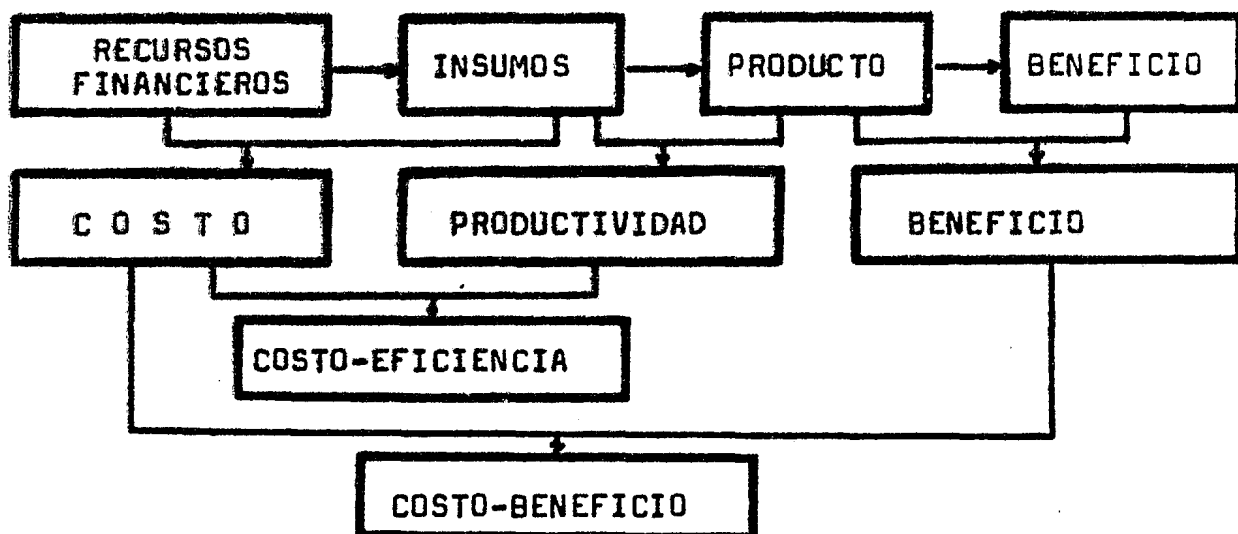 RECURSOS
FINANCIEROS
INSUMOS
PRODUCTO
BENEFICIO
C O S T O
PRODUCTIVIDAD
BENEFICIO
COSTO-EFICIENCIA
COSTO-BENEFICIO